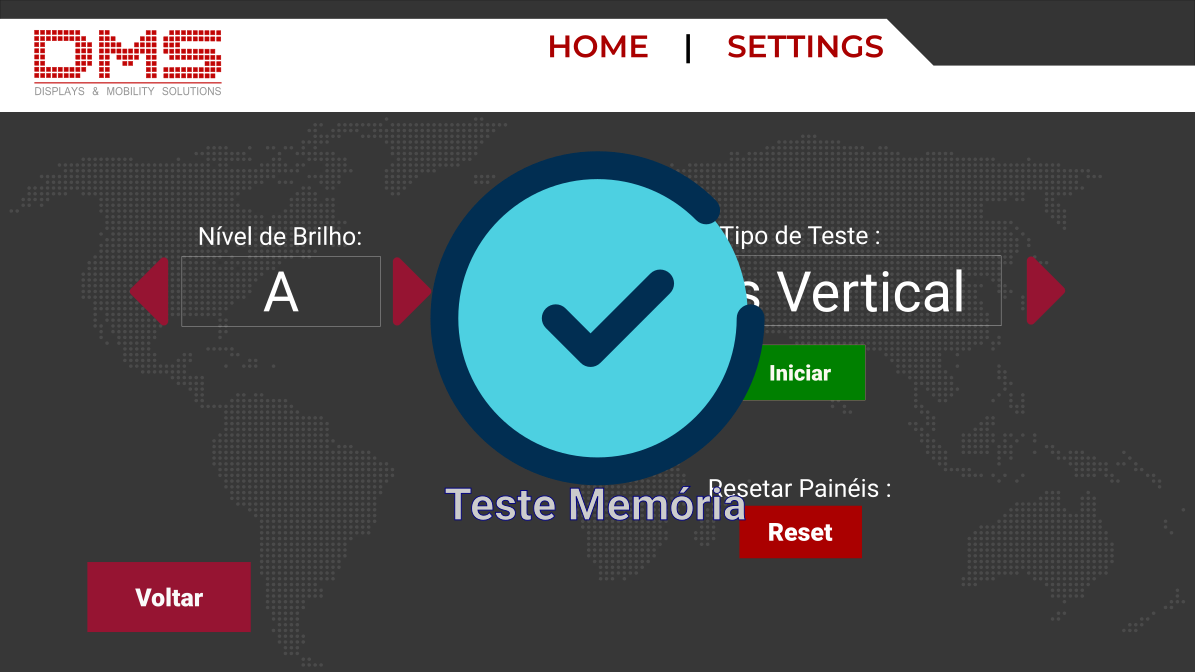 DMS
DISPLAYS & MOBILITY SOLUTIONS
HOME | SETTINGS
Nível de Brilho:
Tipo de Teste :
A
s Vertical
Iniciar
Resetar Painéis :
Teste Memória
Reset
Voltar